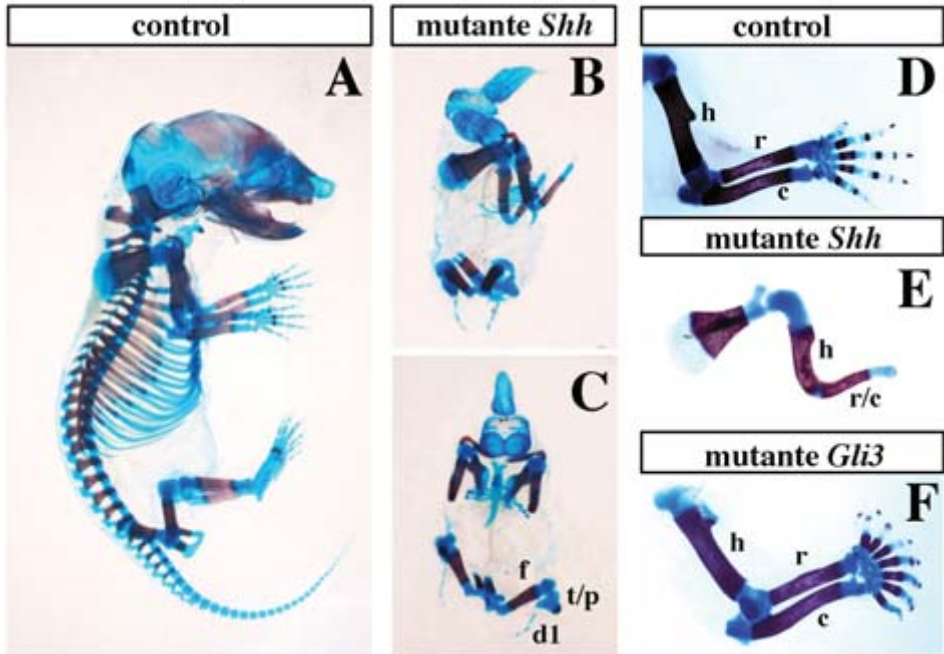 control
A
mutante Shh
B
C
f
t/p
d1
control
D
h
r
c
mutante Shh
E
h
r/c
mutante Gli3
F
h
r
c